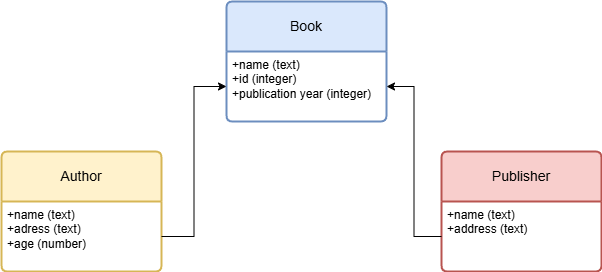 Book
+name (text)
+id (integer)
+publication year (integer)
Author
+name (text)
+adress (text)
+age (number)
Publisher
+name (text)
+address (text)